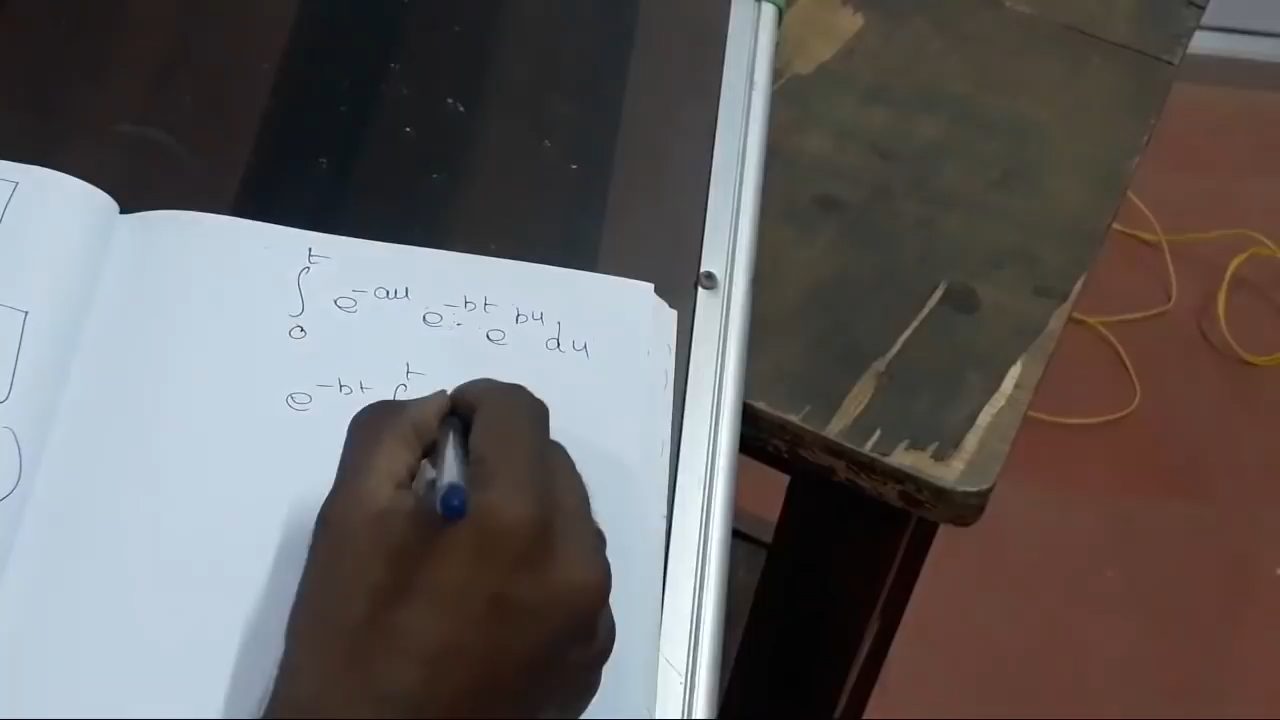 ∫₀ᵗ e^{-au} e^{-bt} · e^{bu} du
e^{-bt} ∫ᵗ